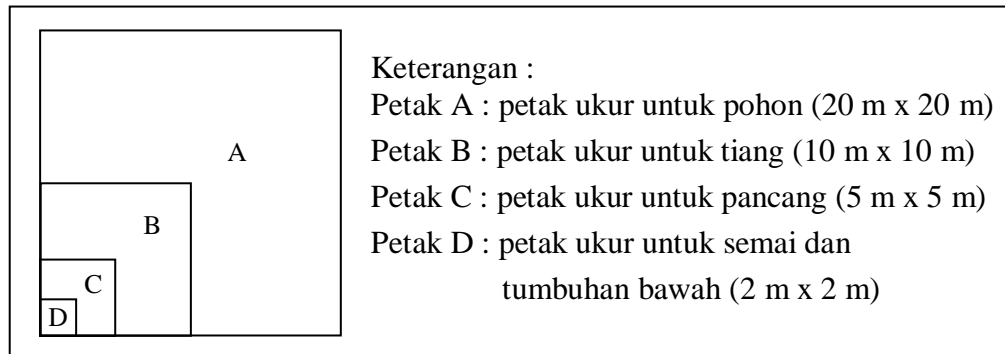 Keterangan :
Petak A : petak ukur untuk pohon (20 m x 20 m)
Petak B : petak ukur untuk tiang (10 m x 10 m)
Petak C : petak ukur untuk pancang (5 m x 5 m)
Petak D : petak ukur untuk semai dan
tumbuhan bawah (2 m x 2 m)
A
B
C
D